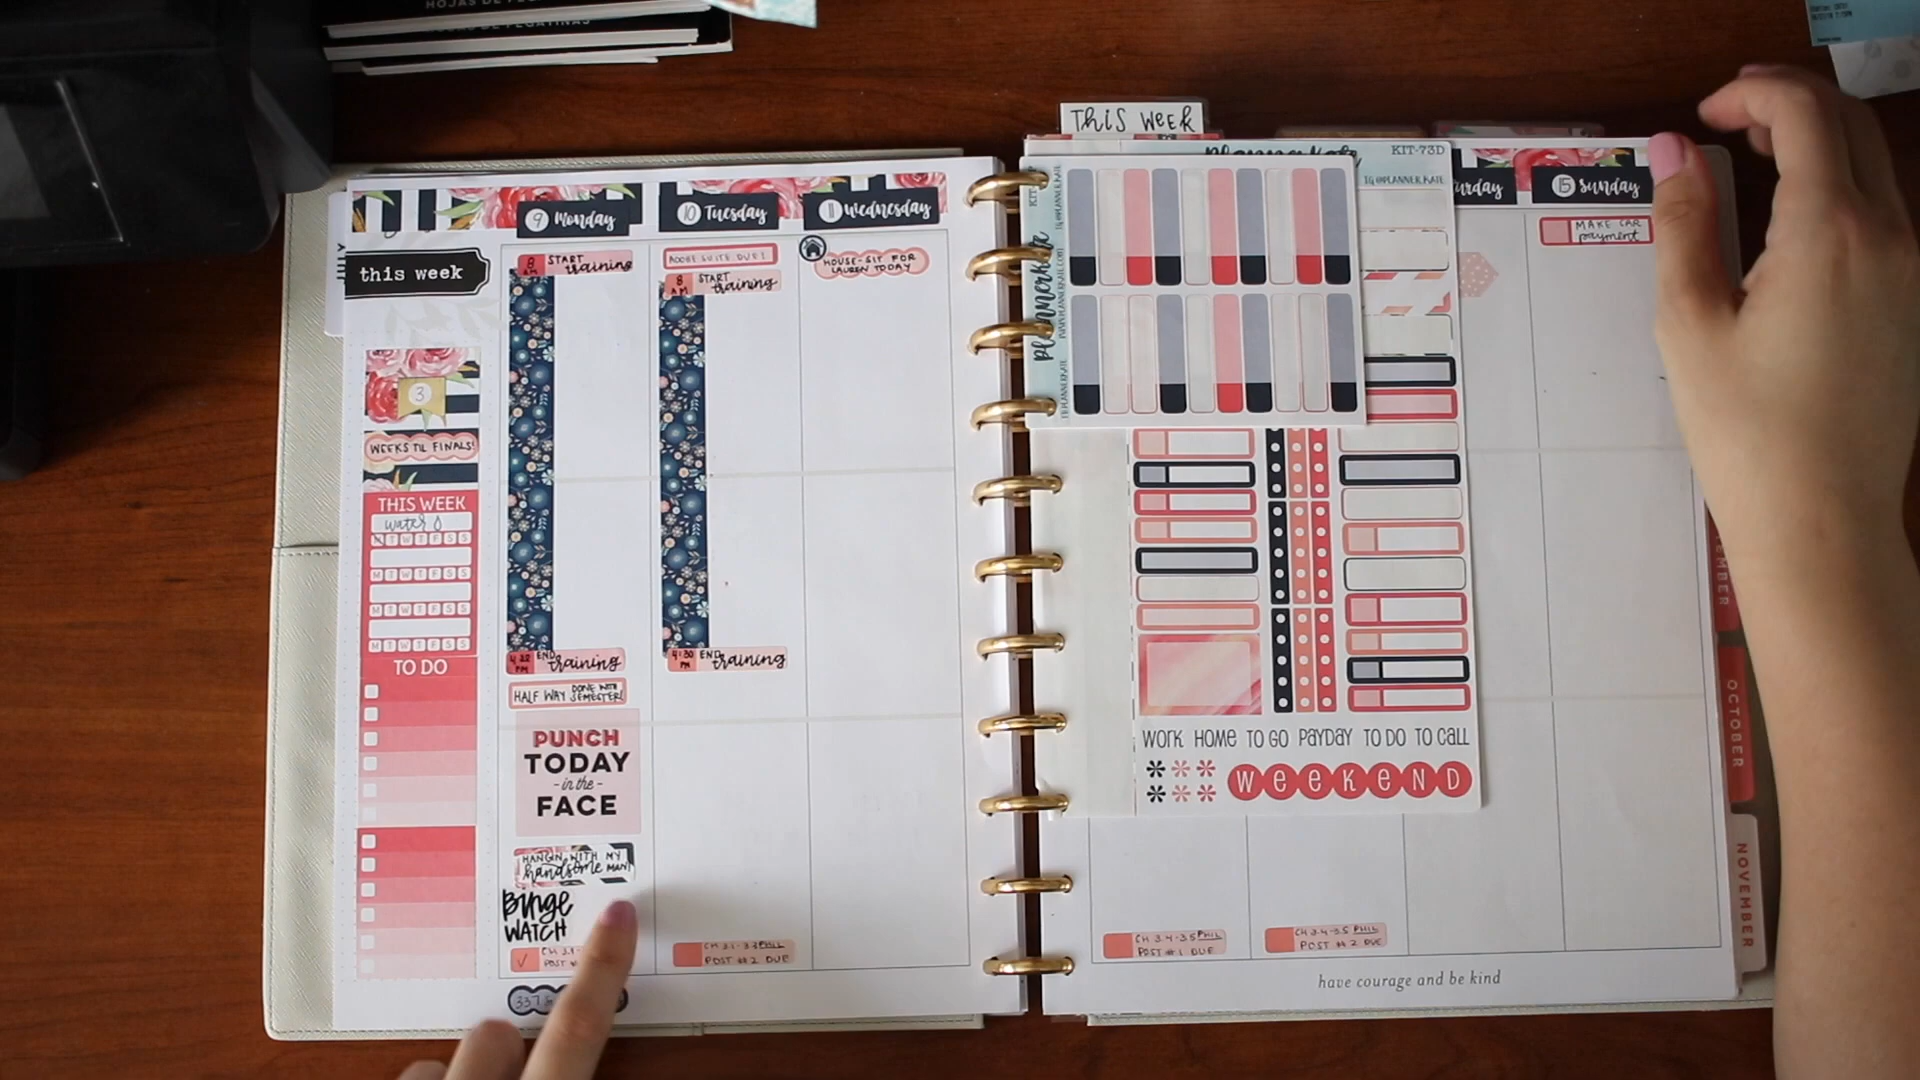 HOJAS DE
THIS WEEK
KIT-73D
IG @PLANNER.KATE
plannerkate
9 Monday
10 Tuesday
11 Wednesday
15 Sunday
JULY
this week
8 AM START training
ADOBE SUITE DUE!
8 AM START training
HOUSE-SIT FOR
LAUREN TODAY
MAKE CAR
payment
3
WEEKS TIL FINALS!
THIS WEEK
water
M T W T F S S
M T W T F S S
M T W T F S S
M T W T F S S
TO DO
PM END training
4:30 PM END training
HALF WAY DONE WITH
SEMESTER!
PUNCH
TODAY
-in the-
FACE
HANGIN WITH MY
handsome MAN!
Binge
WATCH
POST
CH 3.1-3.3 PHIL
POST #2 DUE
CH 3.4-3.5 PHIL
POST #1 DUE
CH 3.4-3.5 PHIL
POST #2 DUE
337
WORK HOME TO GO PAYDAY TO DO TO CALL
WEEKEND
OCTOBER
NOVEMBER
have courage and be kind